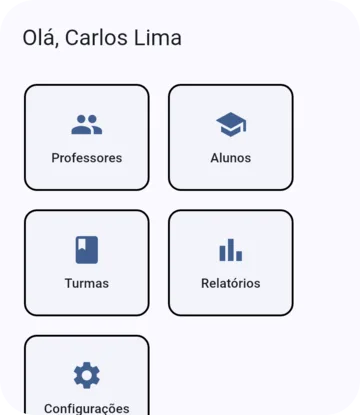 Olá, Carlos Lima
Professores
Alunos
Turmas
Relatórios
Configurações